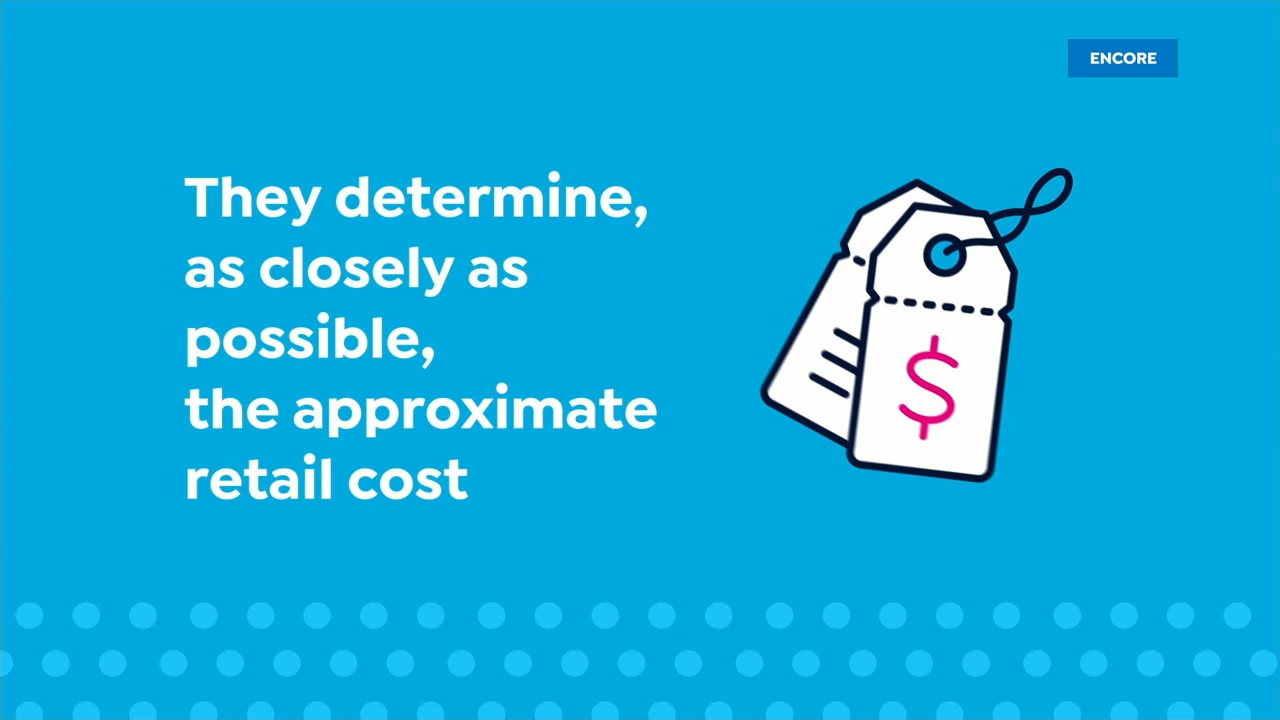 ENCORE
They determine,
as closely as
possible,
the approximate
retail cost
$